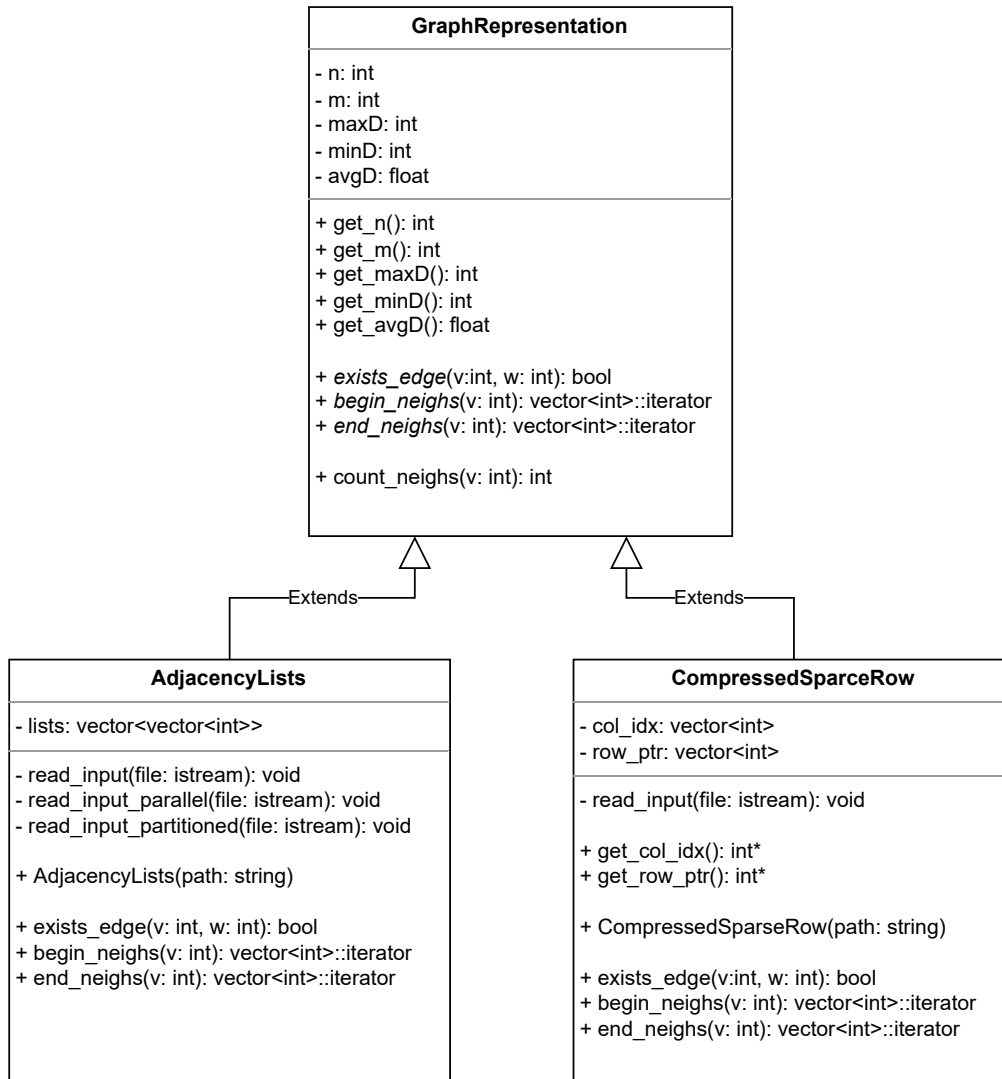 GraphRepresentation
- n: int
- m: int
- maxD: int
- minD: int
- avgD: float
+ get_n(): int
+ get_m(): int
+ get_maxD(): int
+ get_minD(): int
+ get_avgD(): float
+ exists_edge(v:int, w: int): bool
+ begin_neighs(v: int): vector<int>::iterator
+ end_neighs(v: int): vector<int>::iterator
+ count_neighs(v: int): int
Extends
Extends
AdjacencyLists
- lists: vector<vector<int>>
- read_input(file: istream): void
- read_input_parallel(file: istream): void
- read_input_partitioned(file: istream): void
+ AdjacencyLists(path: string)
+ exists_edge(v: int, w: int): bool
+ begin_neighs(v: int): vector<int>::iterator
+ end_neighs(v: int): vector<int>::iterator
CompressedSparceRow
- col_idx: vector<int>
- row_ptr: vector<int>
- read_input(file: istream): void
+ get_col_idx(): int*
+ get_row_ptr(): int*
+ CompressedSparseRow(path: string)
+ exists_edge(v:int, w: int): bool
+ begin_neighs(v: int): vector<int>::iterator
+ end_neighs(v: int): vector<int>::iterator